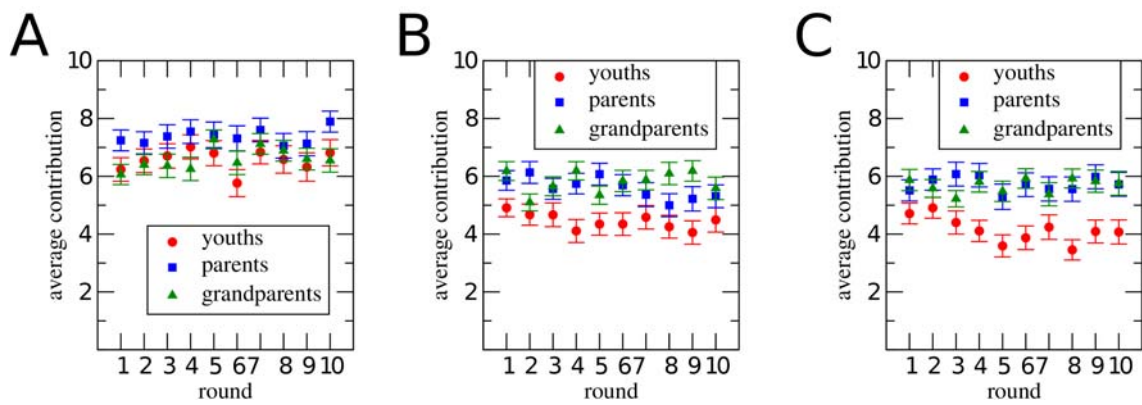 A
10
8
6
4
2
average contribution
youths
parents
grandparents
1 2 3 4 5 67 8 9 10
round
B
10
8
6
4
2
average contribution
youths
parents
grandparents
1 2 3 4 5 67 8 9 10
round
C
10
8
6
4
2
average contribution
youths
parents
grandparents
1 2 3 4 5 67 8 9 10
round